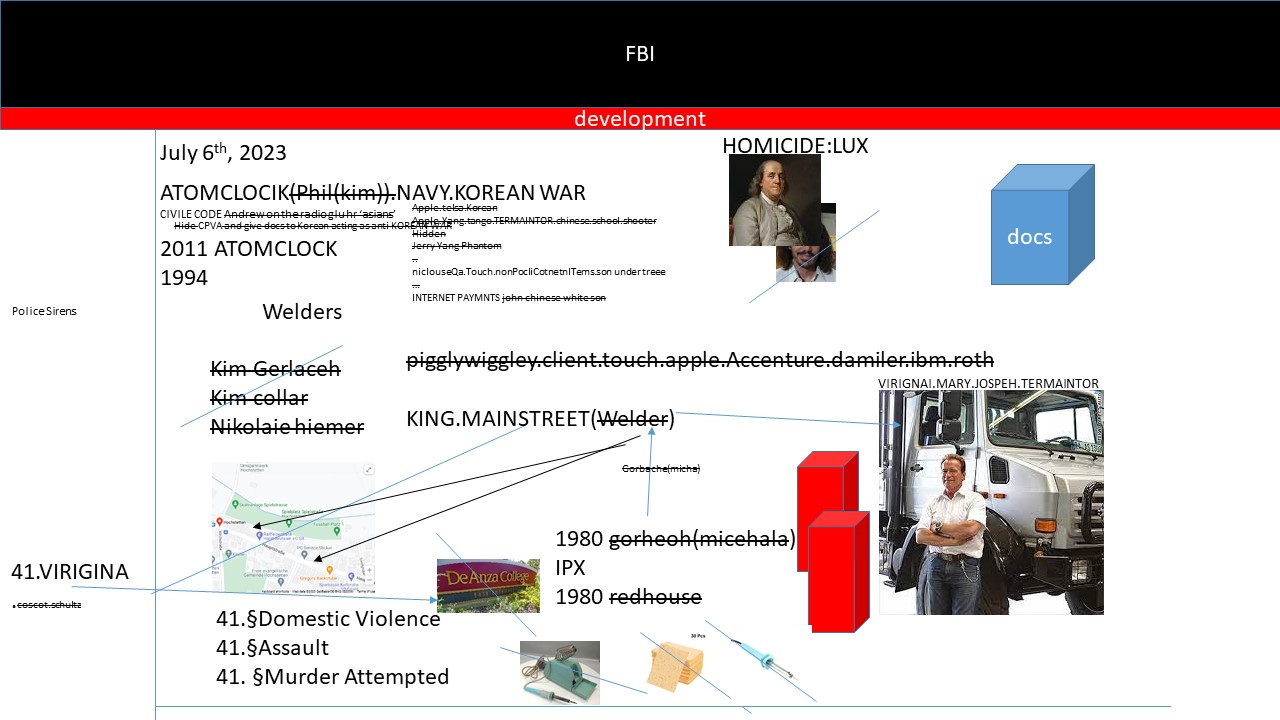 FBI
development
July 6th, 2023
HOMICIDE:LUX
ATOMCLOCIK(Phil(kim)).NAVY.KOREAN WAR
CIVILE CODE Andrew on the radiogluhr ‘asians’
Hide CPVA and give docs to Korean acting as anti KOREAN WAR
2011 ATOMCLOCK
1994
Apple.telsa.Korean
Apple.Yang.tango.TERMAINTOR.chinese.school.shooter
Hidden
Jerry Yang Phantom
..
niclouseQa.Touch.nonPocliCotnetnITems.son under treee
...
INTERNET PAYMNTS john chinese white son
docs
Police Sirens
Welders
Kim Gerlaceh
Kim collar
Nikolaie hiemer
pigglywiggley.client.touch.apple.Accenture.damiler.ibm.roth
VIRIGNAI.MARY.JOSPEH.TERMAINTOR
KING.MAINSTREET(Welder)
Gorbache(micha)
1980 gorheoh(micehala)
IPX
1980 redhouse
41.VIRIGINA
.coscot.schultz
De Anza College
41.§Domestic Violence
41.§Assault
41. §Murder Attempted
30 Pcs